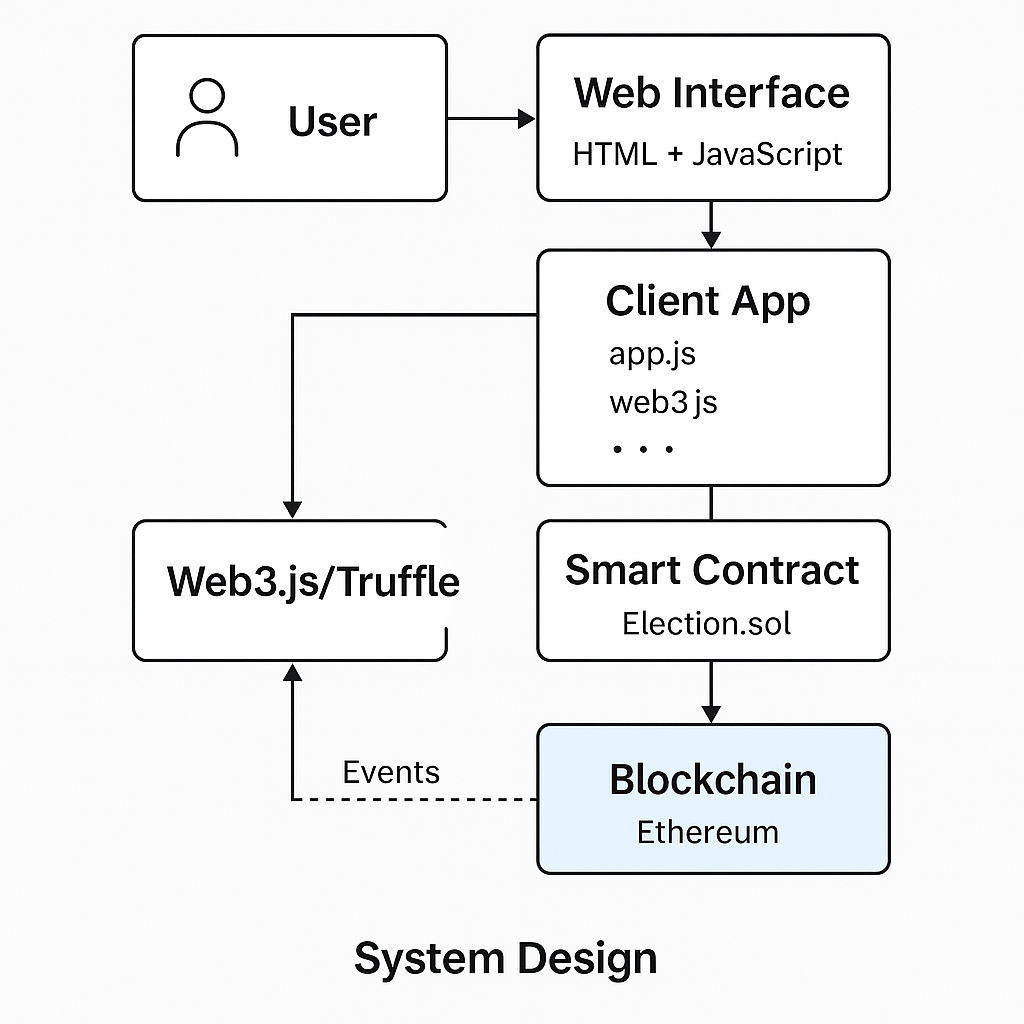 User
Web Interface
HTML + JavaScript
Client App
app.js
web3 js
• • •
Web3.js/Truffle
Smart Contract
Election.sol
Events
Blockchain
Ethereum
System Design